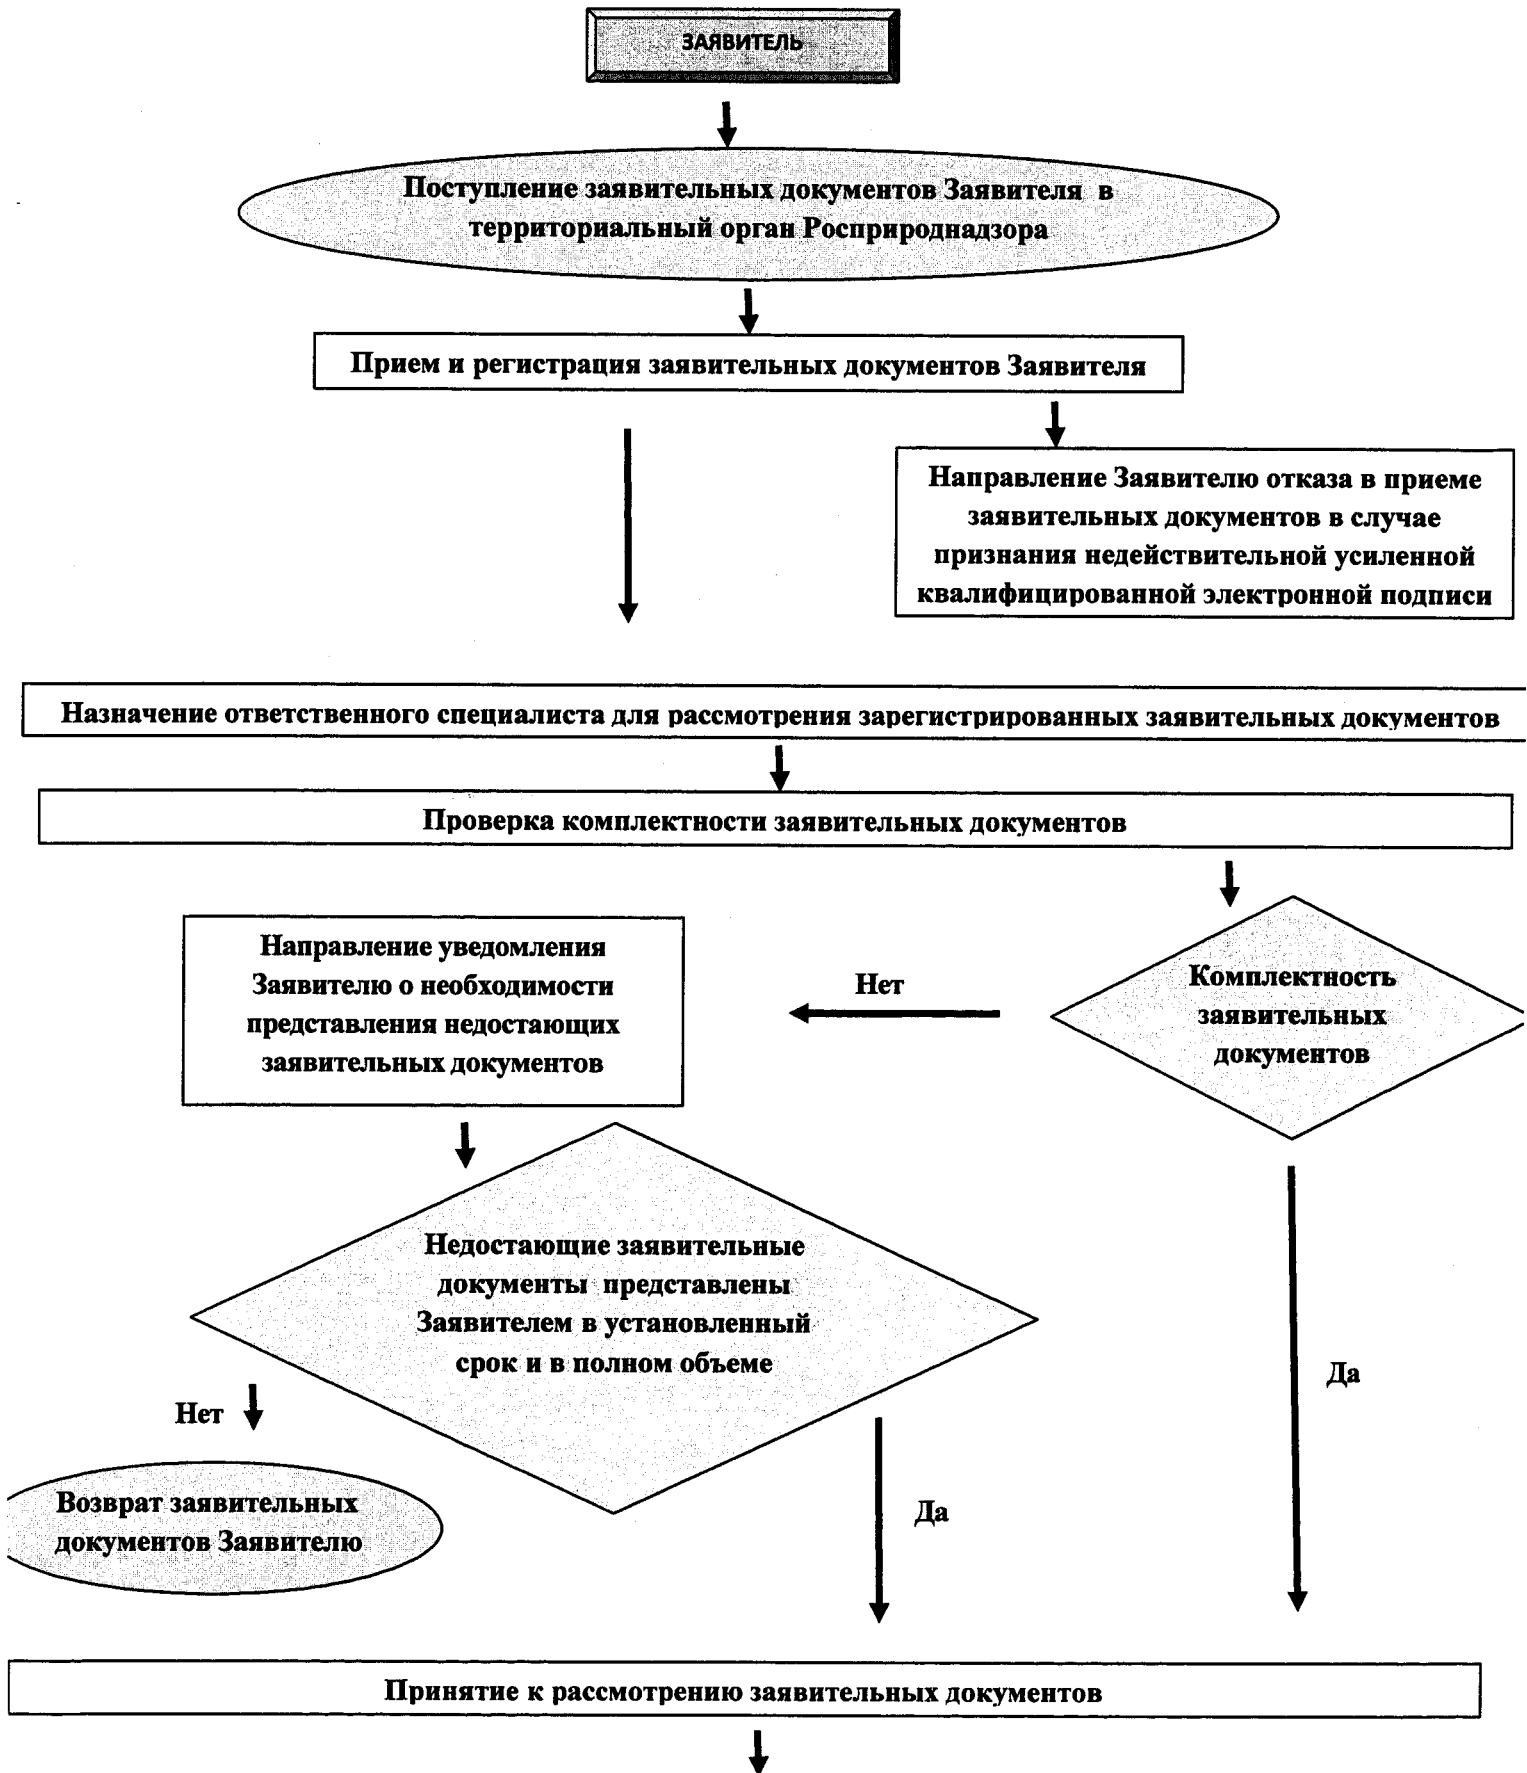 ЗАЯВИТЕЛЬ
Поступление заявительных документов Заявителя в
территориальный орган Росприроднадзора
Прием и регистрация заявительных документов Заявителя
Направление Заявителю отказа в приеме
заявительных документов в случае
признания недействительной усиленной
квалифицированной электронной подписи
Назначение ответственного специалиста для рассмотрения зарегистрированных заявительных документов
Проверка комплектности заявительных документов
Направление уведомления
Заявителю о необходимости
представления недостающих
заявительных документов
Нет
Комплектность
заявительных
документов
Недостающие заявительные
документы представлены
Заявителем в установленный
срок и в полном объеме
Да
Нет
Возврат заявительных
документов Заявителю
Да
Принятие к рассмотрению заявительных документов